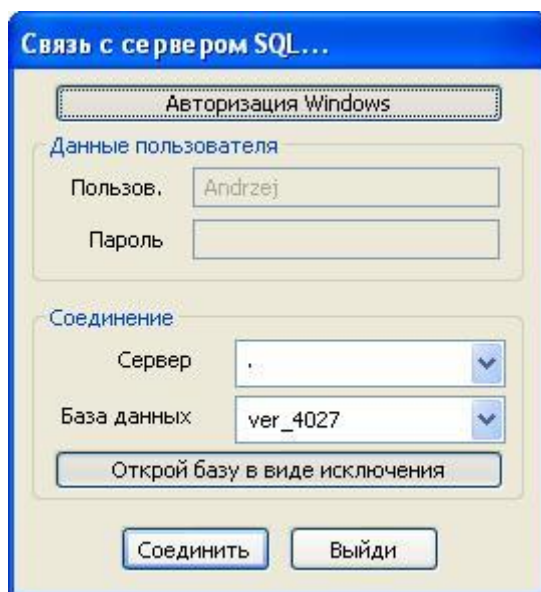 Связь с сервером SQL...
Авторизация Windows
Данные пользователя
Пользов. Andrzej
Пароль
Соединение
Сервер .
База данных ver_4027
Открой базу в виде исключения
Соединить Выйди